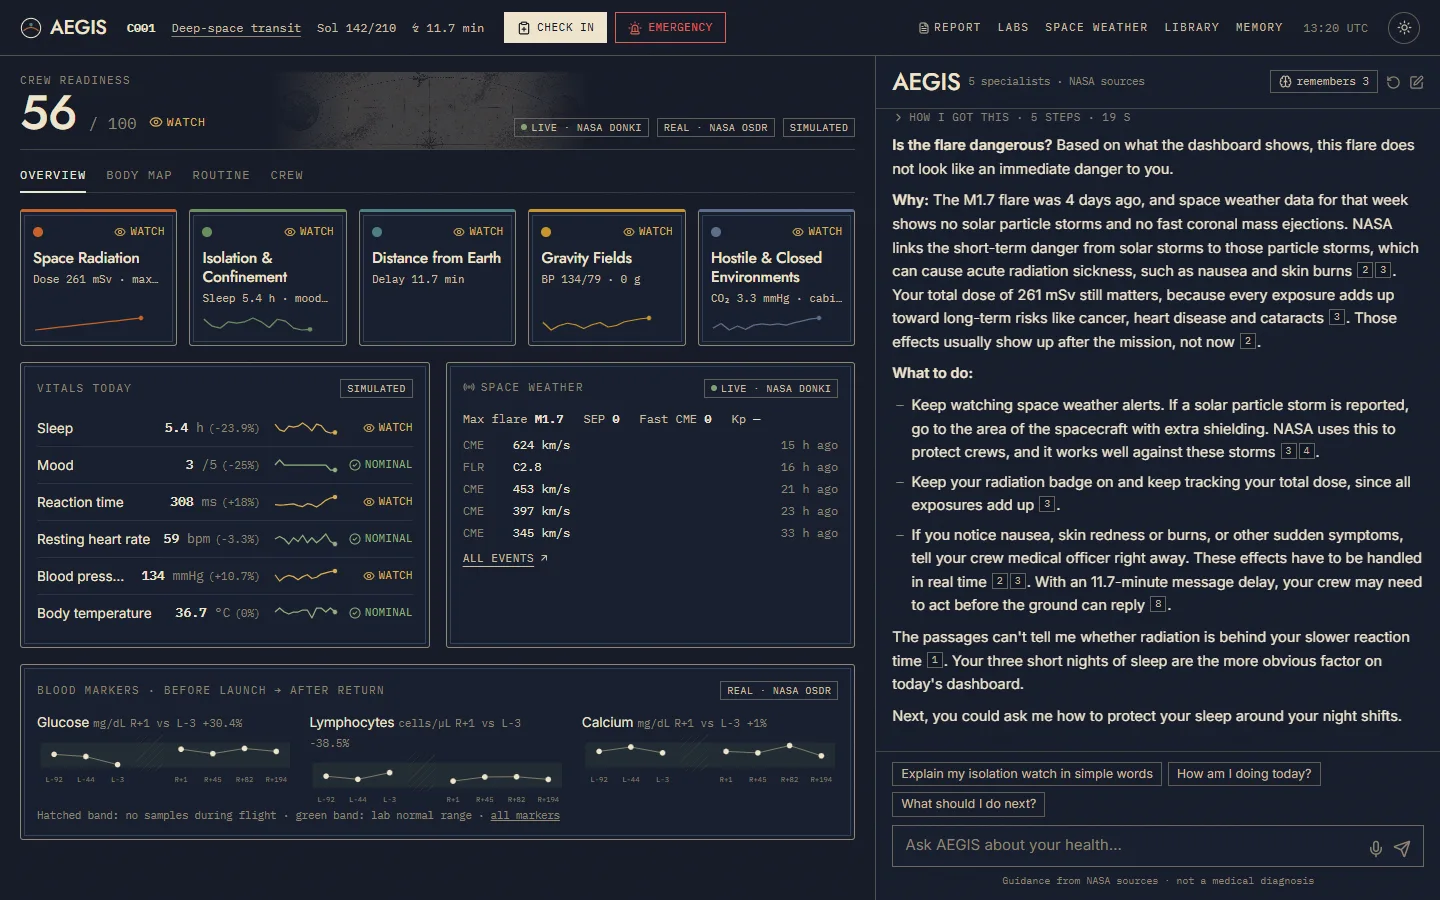 AEGIS C001 Deep-space transit Sol 142/210 11.7 min CHECK IN EMERGENCY REPORT LABS SPACE WEATHER LIBRARY MEMORY 13:20 UTC
CREW READINESS
56 / 100 WATCH
LIVE · NASA DONKI REAL · NASA OSDR SIMULATED
OVERVIEW BODY MAP ROUTINE CREW
WATCH
Space Radiation
Dose 261 mSv · max…
WATCH
Isolation &
Confinement
Sleep 5.4 h · mood…
WATCH
Distance from Earth
Delay 11.7 min
WATCH
Gravity Fields
BP 134/79 · 0 g
WATCH
Hostile & Closed
Environments
CO₂ 3.3 mmHg · cabi…
VITALS TODAY SIMULATED
Sleep 5.4 h (-23.9%) WATCH
Mood 3 /5 (-25%) NOMINAL
Reaction time 308 ms (+18%) WATCH
Resting heart rate 59 bpm (-3.3%) NOMINAL
Blood press... 134 mmHg (+10.7%) WATCH
Body temperature 36.7 °C (0%) NOMINAL
SPACE WEATHER LIVE · NASA DONKI
Max flare M1.7 SEP 0 Fast CME 0 Kp —
CME 624 km/s 15 h ago
FLR C2.8 16 h ago
CME 453 km/s 21 h ago
CME 397 km/s 23 h ago
CME 345 km/s 33 h ago
ALL EVENTS ↗
BLOOD MARKERS · BEFORE LAUNCH → AFTER RETURN REAL · NASA OSDR
Glucose mg/dL R+1 vs L-3 +30.4%
L-92 L-44 L-3 R+1 R+45 R+82 R+194
Lymphocytes cells/µL R+1 vs L-3
-38.5%
L-92 L-44 L-3 R+1 R+45 R+82 R+194
Calcium mg/dL R+1 vs L-3 +1%
L-92 L-44 L-3 R+1 R+45 R+82 R+194
Hatched band: no samples during flight · green band: lab normal range · all markers
AEGIS 5 specialists · NASA sources remembers 3
HOW I GOT THIS · 5 STEPS · 19 S
Is the flare dangerous? Based on what the dashboard shows, this flare does
not look like an immediate danger to you.
Why: The M1.7 flare was 4 days ago, and space weather data for that week
shows no solar particle storms and no fast coronal mass ejections. NASA
links the short-term danger from solar storms to those particle storms, which
can cause acute radiation sickness, such as nausea and skin burns 2 3.
Your total dose of 261 mSv still matters, because every exposure adds up
toward long-term risks like cancer, heart disease and cataracts 3. Those
effects usually show up after the mission, not now 2.
What to do:
– Keep watching space weather alerts. If a solar particle storm is reported,
go to the area of the spacecraft with extra shielding. NASA uses this to
protect crews, and it works well against these storms 3 4.
– Keep your radiation badge on and keep tracking your total dose, since all
exposures add up 3.
– If you notice nausea, skin redness or burns, or other sudden symptoms,
tell your crew medical officer right away. These effects have to be handled
in real time 2 3. With an 11.7-minute message delay, your crew may need
to act before the ground can reply 8.
The passages can't tell me whether radiation is behind your slower reaction
time 1. Your three short nights of sleep are the more obvious factor on
today's dashboard.
Next, you could ask me how to protect your sleep around your night shifts.
Explain my isolation watch in simple words How am I doing today?
What should I do next?
Ask AEGIS about your health...
Guidance from NASA sources · not a medical diagnosis